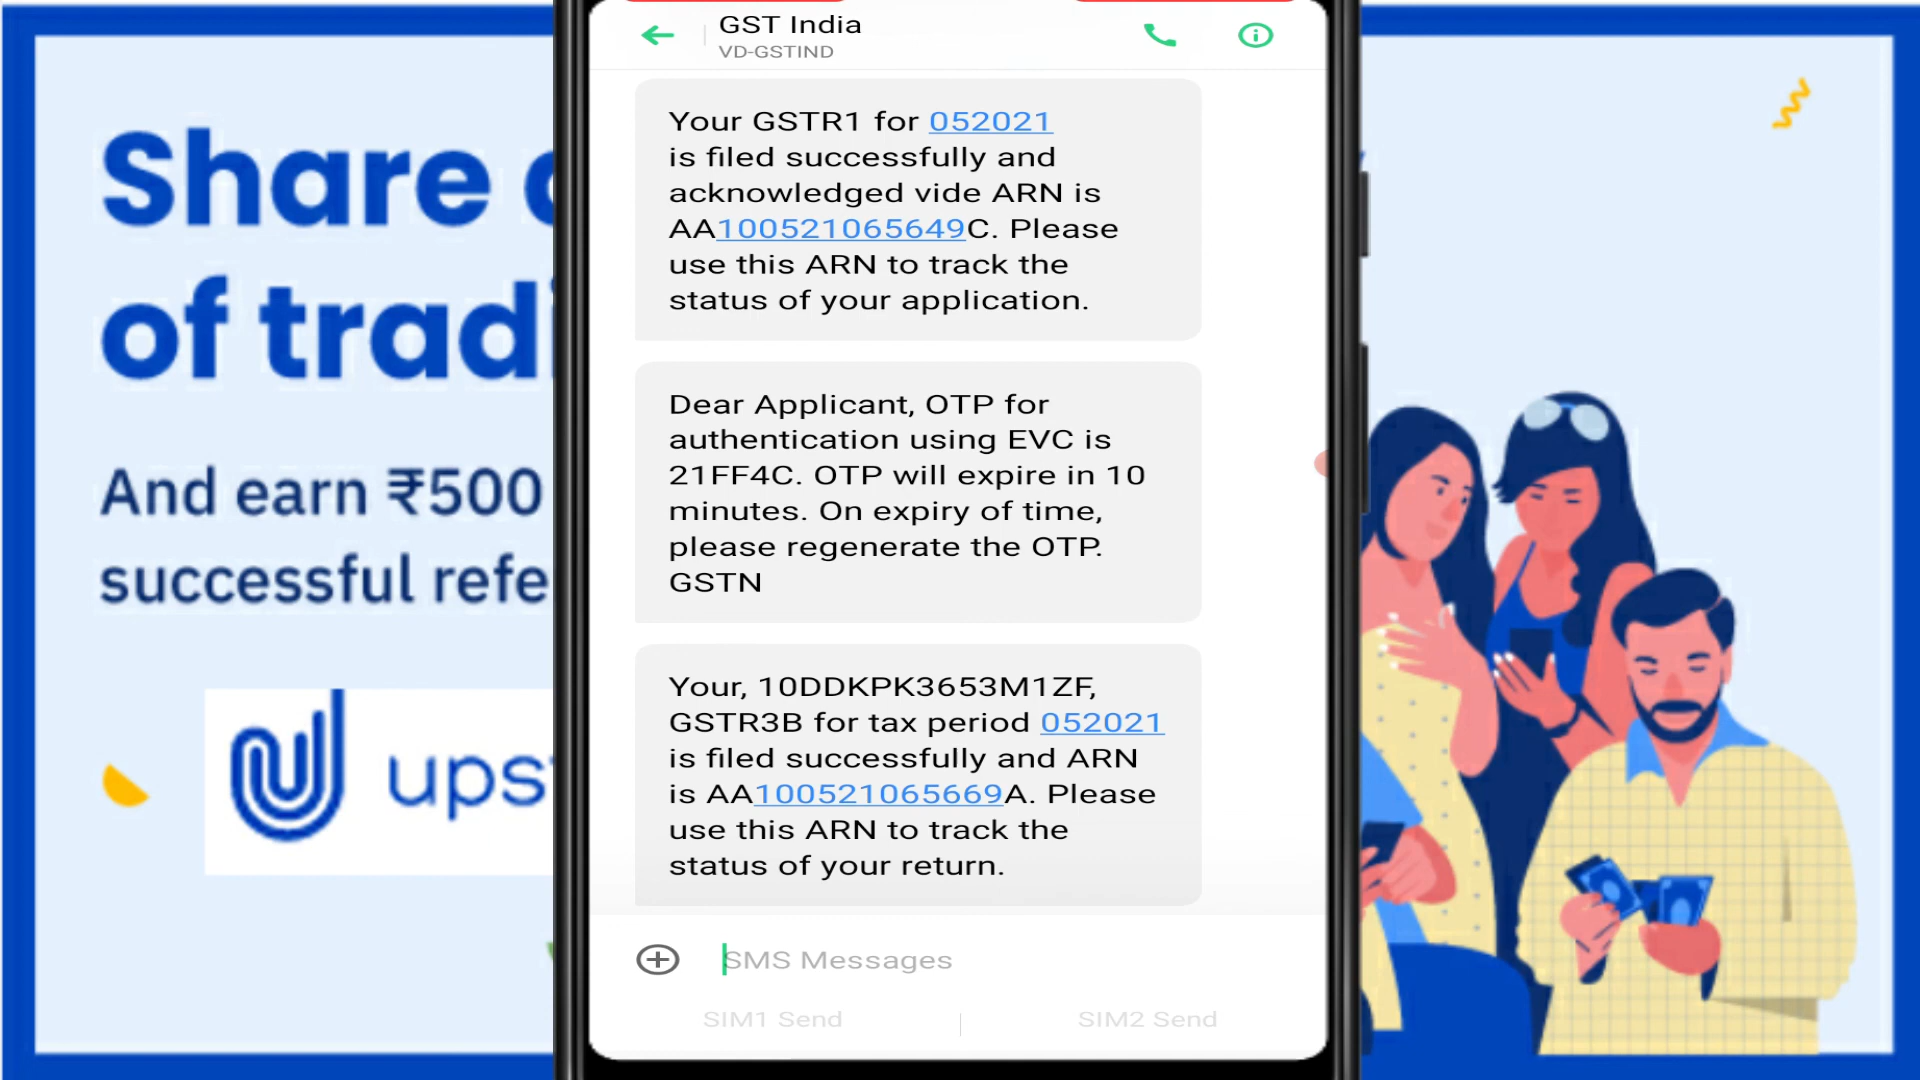 Share
of tradi
And earn ₹500
successful refe
ups
GST India
VD-GSTIND
Your GSTR1 for 052021
is filed successfully and
acknowledged vide ARN is
AA100521065649C. Please
use this ARN to track the
status of your application.
Dear Applicant, OTP for
authentication using EVC is
21FF4C. OTP will expire in 10
minutes. On expiry of time,
please regenerate the OTP.
GSTN
Your, 10DDKPK3653M1ZF,
GSTR3B for tax period 052021
is filed successfully and ARN
is AA100521065669A. Please
use this ARN to track the
status of your return.
SMS Messages
SIM1 Send
SIM2 Send